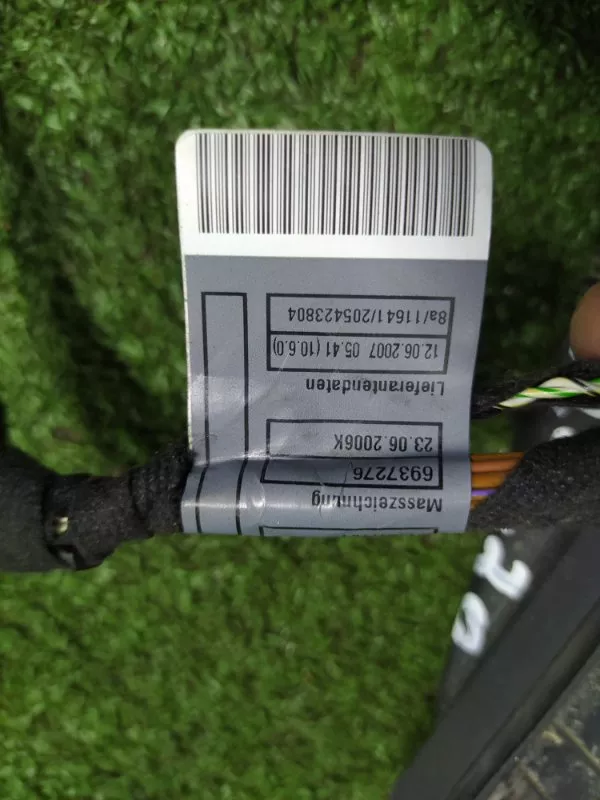 Masszeichnung
6937276
23.06.2006K
Lieferantendaten
12.06.2007 05.41 (10.6.0)
8a/11641/205423804